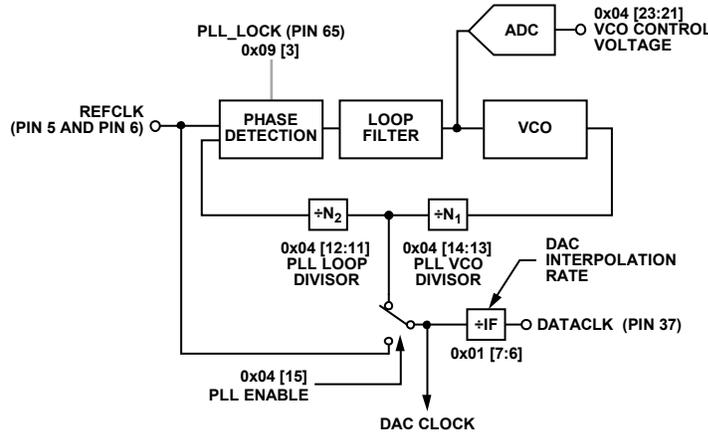 PLL_LOCK (PIN 65)
0x09 [3]
ADC
0x04 [23:21]
VCO CONTROL
VOLTAGE
REFCLK
(PIN 5 AND PIN 6)
PHASE
DETECTION
LOOP
FILTER
VCO
÷N2
÷N1
0x04 [12:11]
PLL LOOP
DIVISOR
0x04 [14:13]
PLL VCO
DIVISOR
DAC
INTERPOLATION
RATE
÷IF
DATACLK (PIN 37)
0x01 [7:6]
0x04 [15]
PLL ENABLE
DAC CLOCK